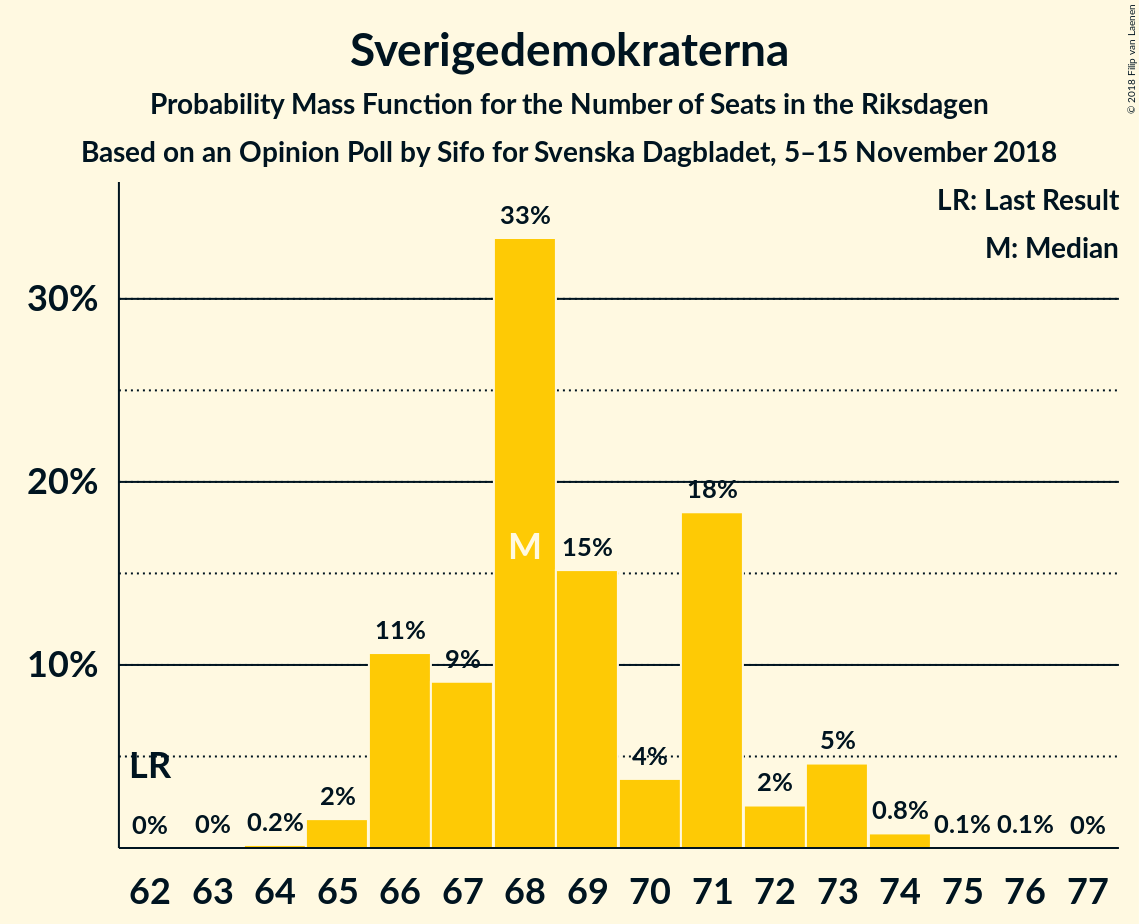 Sverigedemokraterna
Probability Mass Function for the Number of Seats in the Riksdagen
Based on an Opinion Poll by Sifo for Svenska Dagbladet, 5–15 November 2018
© 2018 Filip van Laenen
LR: Last Result
M: Median
30%
20%
10%
LR
M
0% 0% 0.2% 2% 11% 9% 33% 15% 4% 18% 2% 5% 0.8% 0.1% 0.1% 0%
62 63 64 65 66 67 68 69 70 71 72 73 74 75 76 77